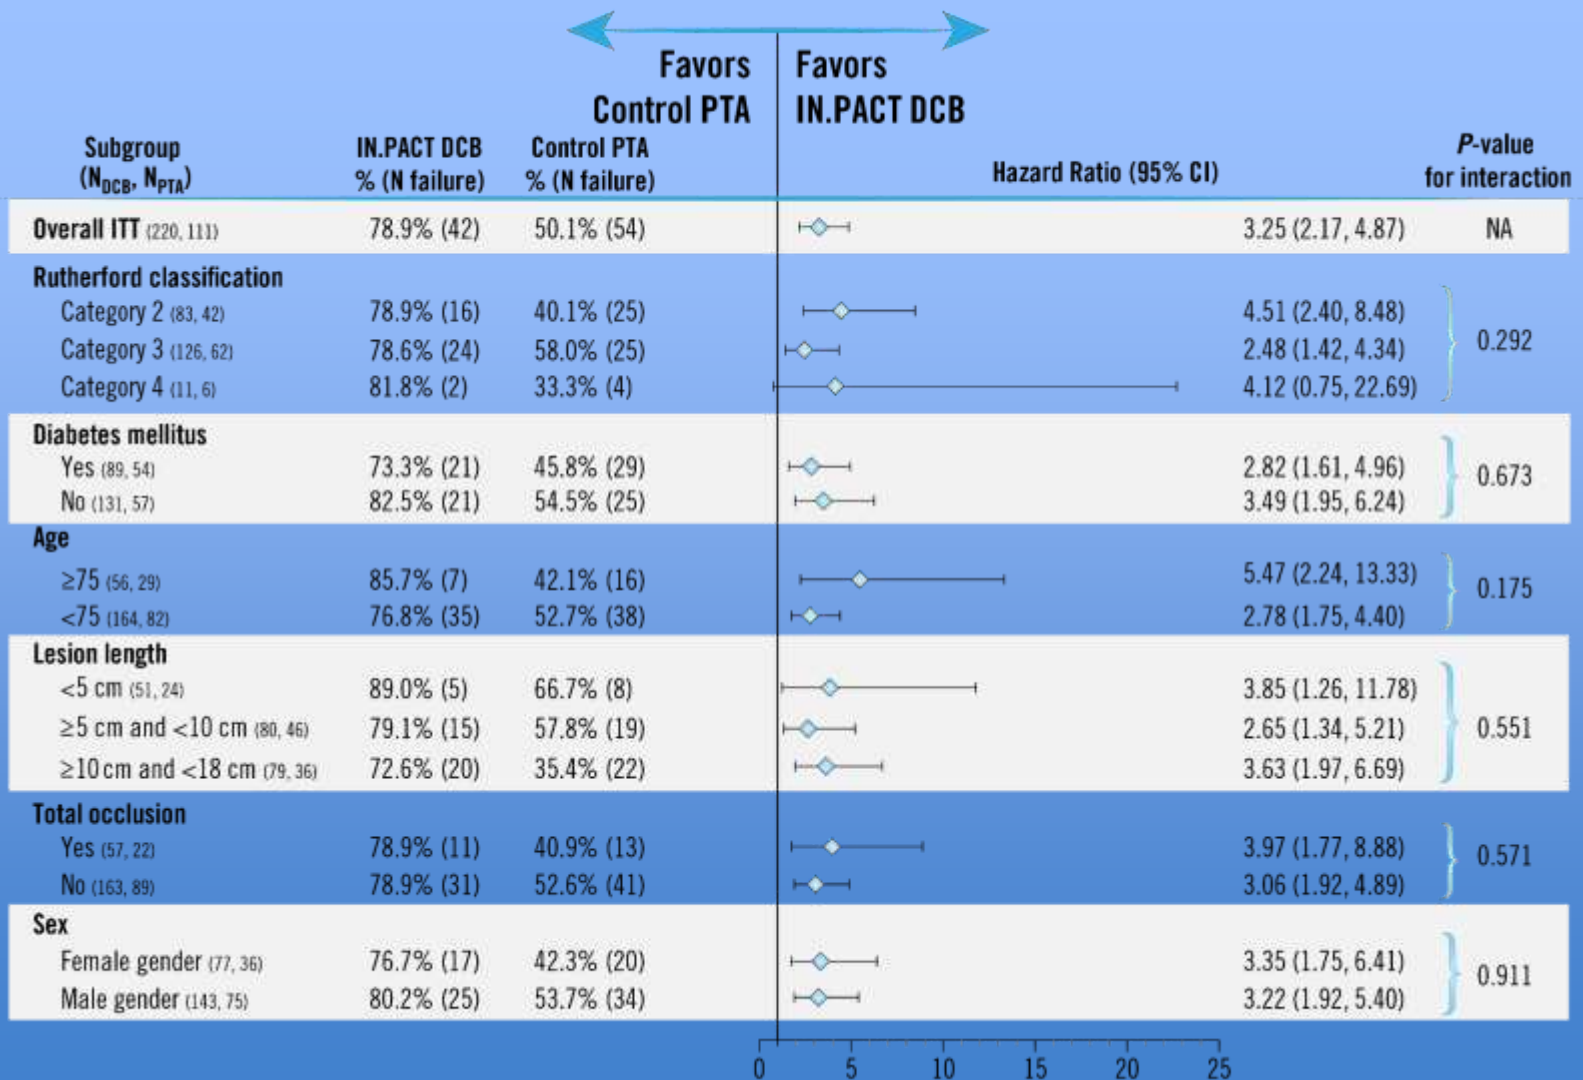 Favors Favors
Control PTA IN.PACT DCB
Subgroup IN.PACT DCB Control PTA P-value
(NDCB, NPTA) % (N failure) % (N failure) Hazard Ratio (95% CI) for interaction
Overall ITT (220, 111) 78.9% (42) 50.1% (54) 3.25 (2.17, 4.87) NA
Rutherford classification
Category 2 (83, 42) 78.9% (16) 40.1% (25) 4.51 (2.40, 8.48)
Category 3 (126, 62) 78.6% (24) 58.0% (25) 2.48 (1.42, 4.34) 0.292
Category 4 (11, 6) 81.8% (2) 33.3% (4) 4.12 (0.75, 22.69)
Diabetes mellitus
Yes (89, 54) 73.3% (21) 45.8% (29) 2.82 (1.61, 4.96) 0.673
No (131, 57) 82.5% (21) 54.5% (25) 3.49 (1.95, 6.24)
Age
≥75 (56, 29) 85.7% (7) 42.1% (16) 5.47 (2.24, 13.33) 0.175
<75 (164, 82) 76.8% (35) 52.7% (38) 2.78 (1.75, 4.40)
Lesion length
<5 cm (51, 24) 89.0% (5) 66.7% (8) 3.85 (1.26, 11.78)
≥5 cm and <10 cm (80, 46) 79.1% (15) 57.8% (19) 2.65 (1.34, 5.21) 0.551
≥10 cm and <18 cm (79, 36) 72.6% (20) 35.4% (22) 3.63 (1.97, 6.69)
Total occlusion
Yes (57, 22) 78.9% (11) 40.9% (13) 3.97 (1.77, 8.88) 0.571
No (163, 89) 78.9% (31) 52.6% (41) 3.06 (1.92, 4.89)
Sex
Female gender (77, 36) 76.7% (17) 42.3% (20) 3.35 (1.75, 6.41) 0.911
Male gender (143, 75) 80.2% (25) 53.7% (34) 3.22 (1.92, 5.40)
0 5 10 15 20 25